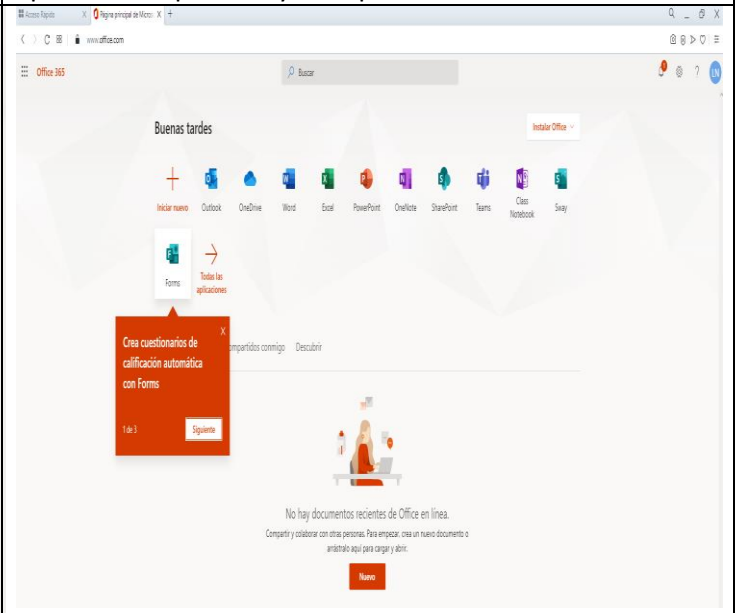 Acceso Rápido
Página principal de Micros
www.office.com
Office 365
Buscar
LN
Buenas tardes
Instalar Office
Iniciar nuevo
Outlook
OneDrive
Word
Excel
PowerPoint
OneNote
SharePoint
Teams
Class
Notebook
Sway
Forms
Todas las
aplicaciones
Crea cuestionarios de
calificación automática
con Forms
1 de 3
Siguiente
ompartidos conmigo
Descubrir
No hay documentos recientes de Office en línea.
Compartir y colaborar con otras personas. Para empezar, crea un nuevo documento o
arrástralo aquí para cargar y abrir.
Nuevo